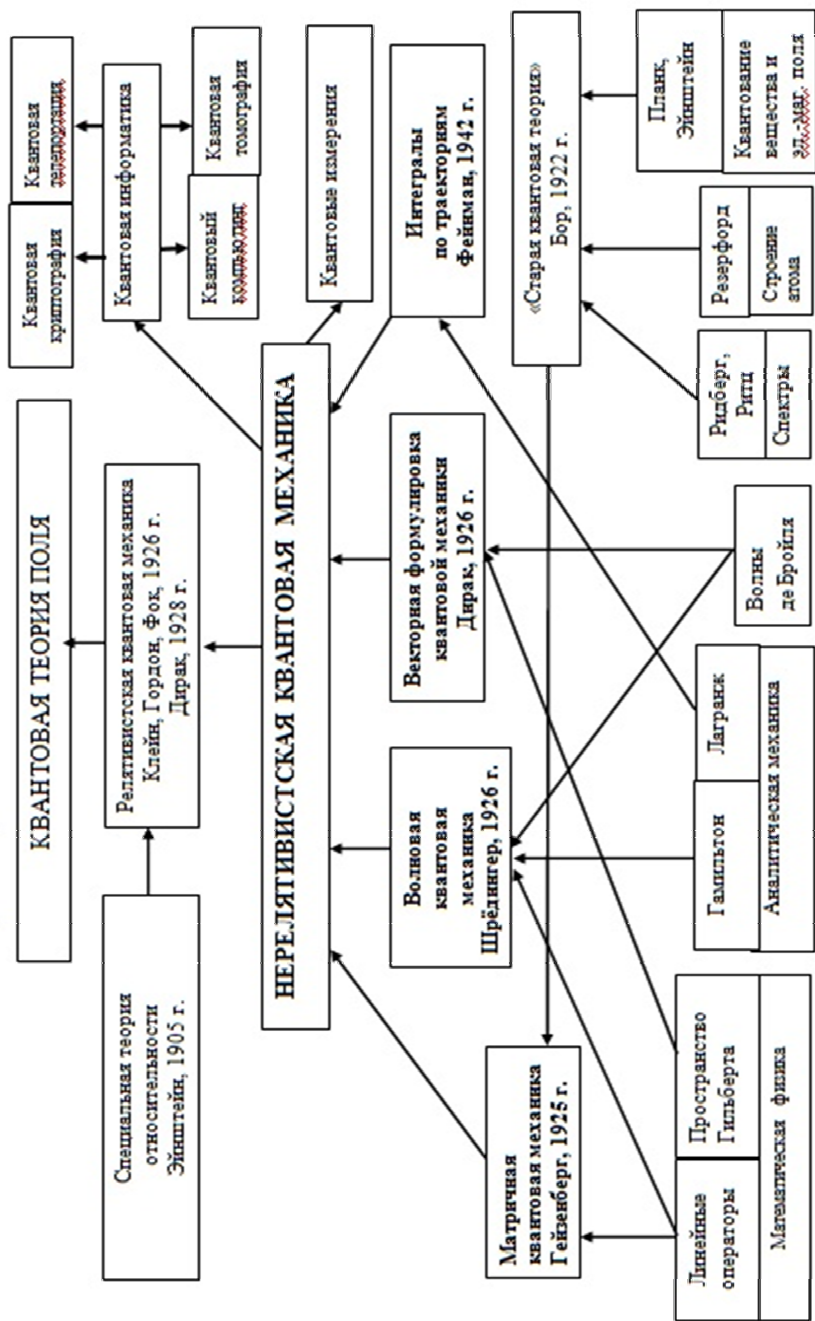 КВАНТОВАЯ ТЕОРИЯ ПОЛЯ
Квантовая
криптография
Квантовая
телепортация
Специальная теория
относительности
Эйнштейн, 1905 г.
Релятивистская квантовая механика
Клейн, Гордон, Фок, 1926 г.
Дирак, 1928 г.
Квантовая информатика
Квантовый
компьютинг
Квантовая
томография
НЕРЕЛЯТИВИСТСКАЯ КВАНТОВАЯ МЕХАНИКА
Квантовые измерения
Матричная
квантовая механика
Гейзенберг, 1925 г.
Волновая
квантовая
механика
Шрёдингер, 1926 г.
Векторная формулировка
квантовой механики
Дирак, 1926 г.
Интегралы
по траекториям
Фейнман, 1942 г.
«Старая квантовая теория»
Бор, 1922 г.
Линейные
операторы
Пространство
Гильберта
Математическая физика
Гамильтон
Лагранж
Аналитическая механика
Волны
де Бройля
Ридберг,
Ритц
Спектры
Резерфорд
Строение
атома
Планк,
Эйнштейн
Квантование
вещества и
эл.-маг. поля